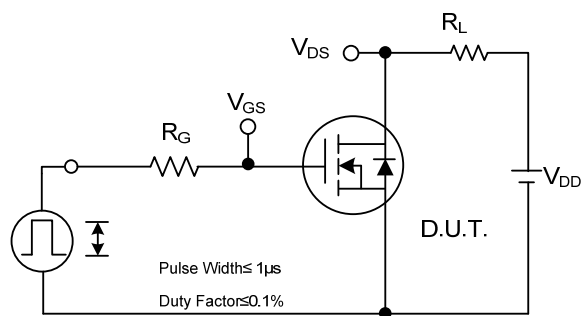 R_L
V_DS
V_GS
R_G
V_DD
D.U.T.
Pulse Width≤ 1µs
Duty Factor≤0.1%